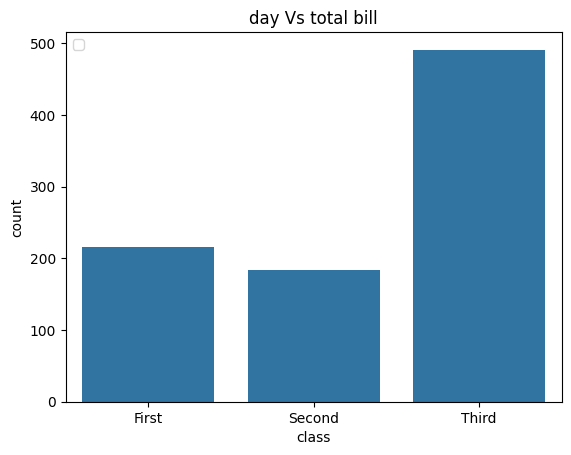 day Vs total bill
500
400
300
200
100
0
count
First Second Third
class